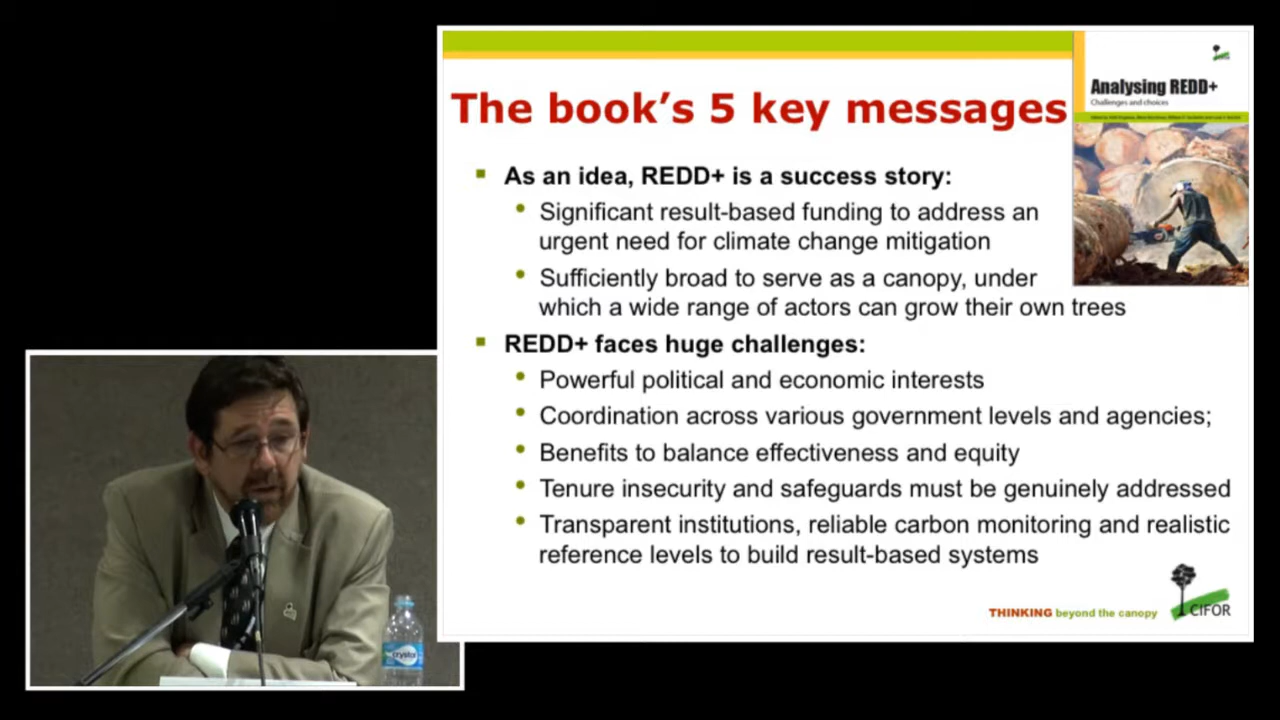 The book's 5 key messages
As an idea, REDD+ is a success story:
Significant result-based funding to address an
urgent need for climate change mitigation
Sufficiently broad to serve as a canopy, under
which a wide range of actors can grow their own trees
REDD+ faces huge challenges:
Powerful political and economic interests
Coordination across various government levels and agencies;
Benefits to balance effectiveness and equity
Tenure insecurity and safeguards must be genuinely addressed
Transparent institutions, reliable carbon monitoring and realistic
reference levels to build result-based systems
THINKING beyond the canopy
CIFOR
CIFOR
Analysing REDD+
Challenges and choices
crystal